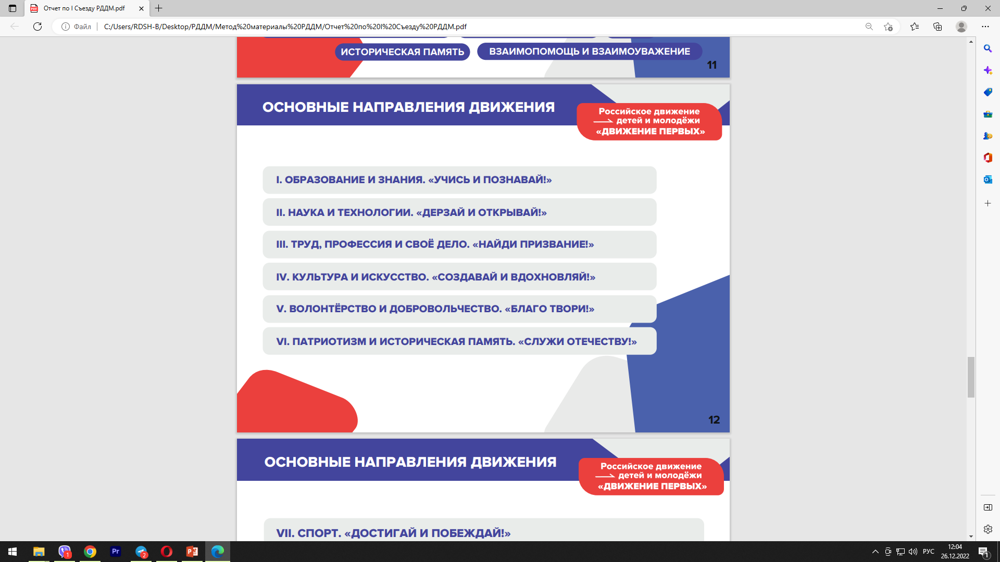 Отчет по I Съезду РДДМ.pdf
Файл
C:/Users/RDSH-B/Desktop/РДДМ/Метод%20материалы%20РДДМ/Отчет%20по%20I%20Съезду%20РДДМ.pdf
ИСТОРИЧЕСКАЯ ПАМЯТЬ
ВЗАИМОПОМОЩЬ И ВЗАИМОУВАЖЕНИЕ
11
ОСНОВНЫЕ НАПРАВЛЕНИЯ ДВИЖЕНИЯ
Российское движение
детей и молодёжи
«ДВИЖЕНИЕ ПЕРВЫХ»
I. ОБРАЗОВАНИЕ И ЗНАНИЯ. «УЧИСЬ И ПОЗНАВАЙ!»
II. НАУКА И ТЕХНОЛОГИИ. «ДЕРЗАЙ И ОТКРЫВАЙ!»
III. ТРУД, ПРОФЕССИЯ И СВОЁ ДЕЛО. «НАЙДИ ПРИЗВАНИЕ!»
IV. КУЛЬТУРА И ИСКУССТВО. «СОЗДАВАЙ И ВДОХНОВЛЯЙ!»
V. ВОЛОНТЁРСТВО И ДОБРОВОЛЬЧЕСТВО. «БЛАГО ТВОРИ!»
VI. ПАТРИОТИЗМ И ИСТОРИЧЕСКАЯ ПАМЯТЬ. «СЛУЖИ ОТЕЧЕСТВУ!»
12
ОСНОВНЫЕ НАПРАВЛЕНИЯ ДВИЖЕНИЯ
Российское движение
детей и молодёжи
«ДВИЖЕНИЕ ПЕРВЫХ»
VII. СПОРТ. «ДОСТИГАЙ И ПОБЕЖДАЙ!»
1
Pr
2
РУС
12:04
26.12.2022
1